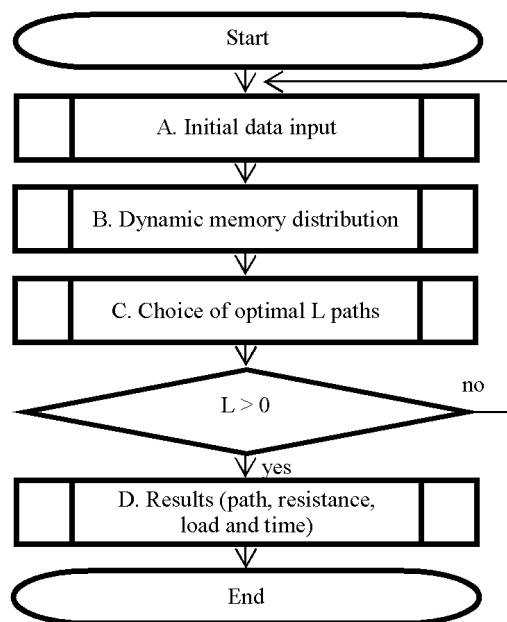 Start
A. Initial data input
B. Dynamic memory distribution
C. Choice of optimal L paths
L > 0
no
yes
D. Results (path, resistance,
load and time)
End